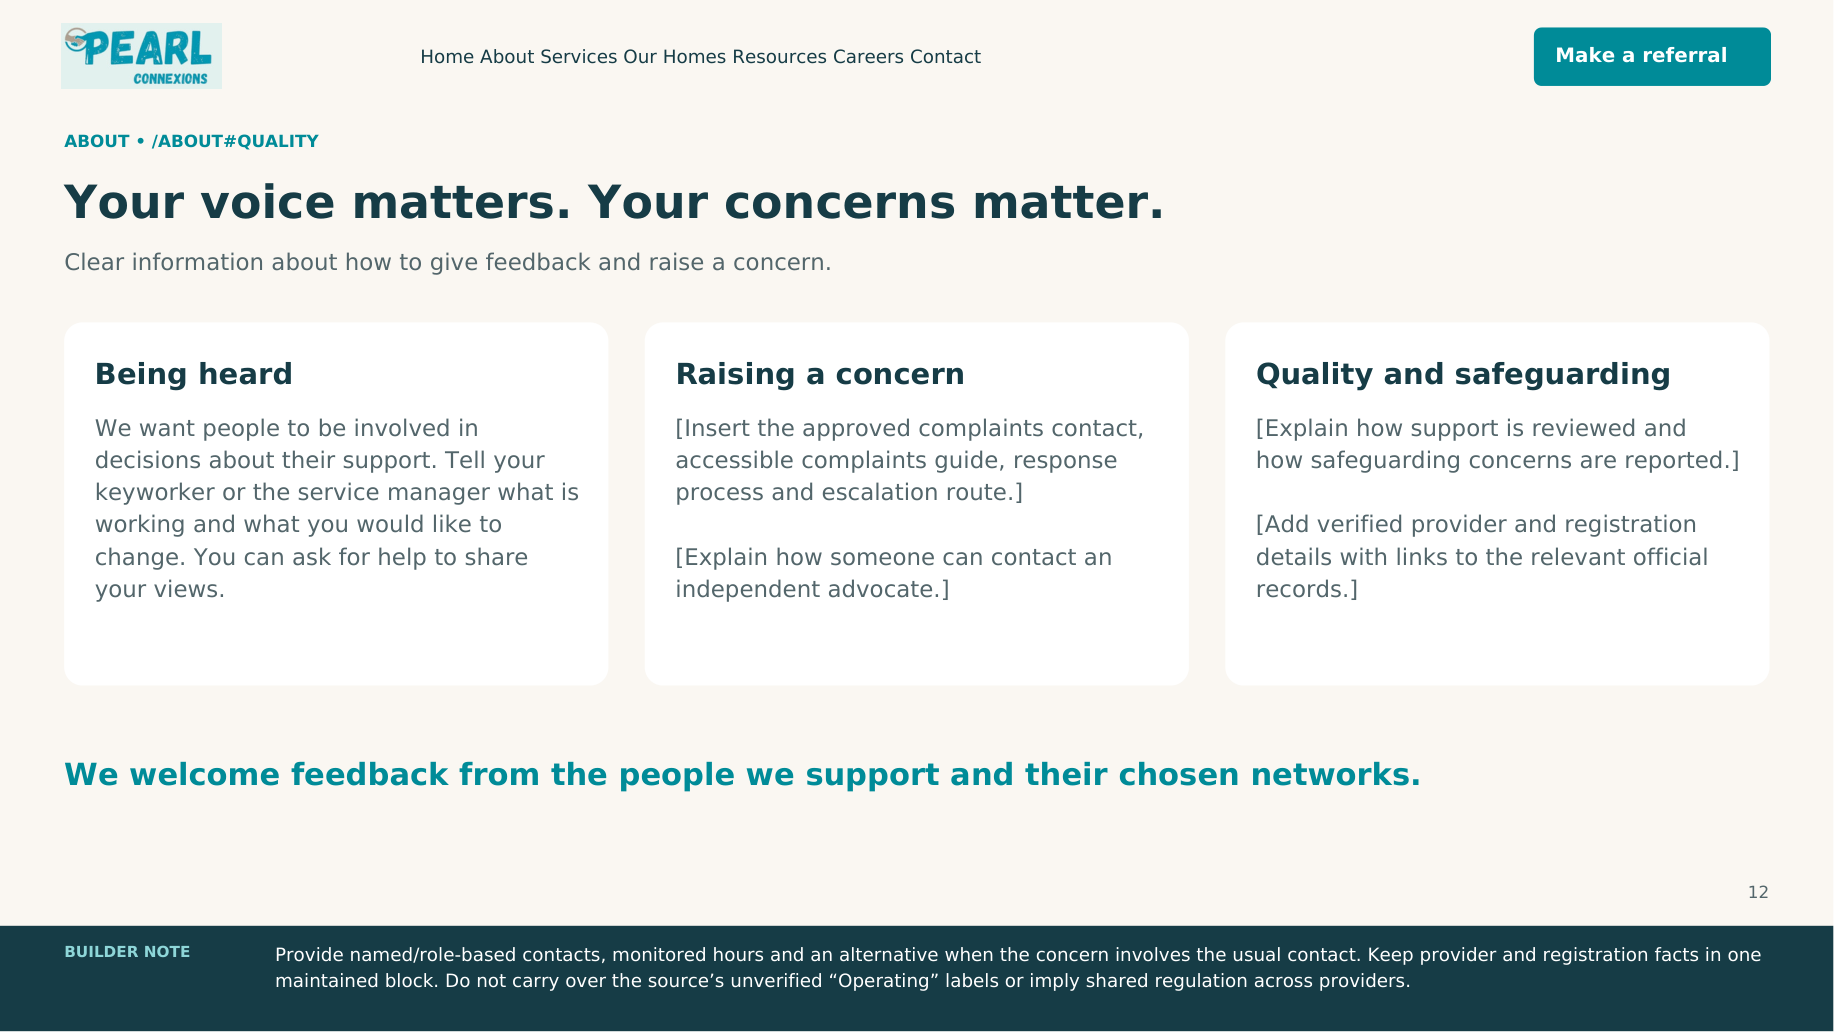 PEARL
CONNEXIONS
Home About Services Our Homes Resources Careers Contact
Make a referral
ABOUT • /ABOUT#QUALITY
Your voice matters. Your concerns matter.
Clear information about how to give feedback and raise a concern.
Being heard
We want people to be involved in
decisions about their support. Tell your
keyworker or the service manager what is
working and what you would like to
change. You can ask for help to share
your views.
Raising a concern
[Insert the approved complaints contact,
accessible complaints guide, response
process and escalation route.]
[Explain how someone can contact an
independent advocate.]
Quality and safeguarding
[Explain how support is reviewed and
how safeguarding concerns are reported.]
[Add verified provider and registration
details with links to the relevant official
records.]
We welcome feedback from the people we support and their chosen networks.
12
BUILDER NOTE
Provide named/role-based contacts, monitored hours and an alternative when the concern involves the usual contact. Keep provider and registration facts in one
maintained block. Do not carry over the source’s unverified “Operating” labels or imply shared regulation across providers.